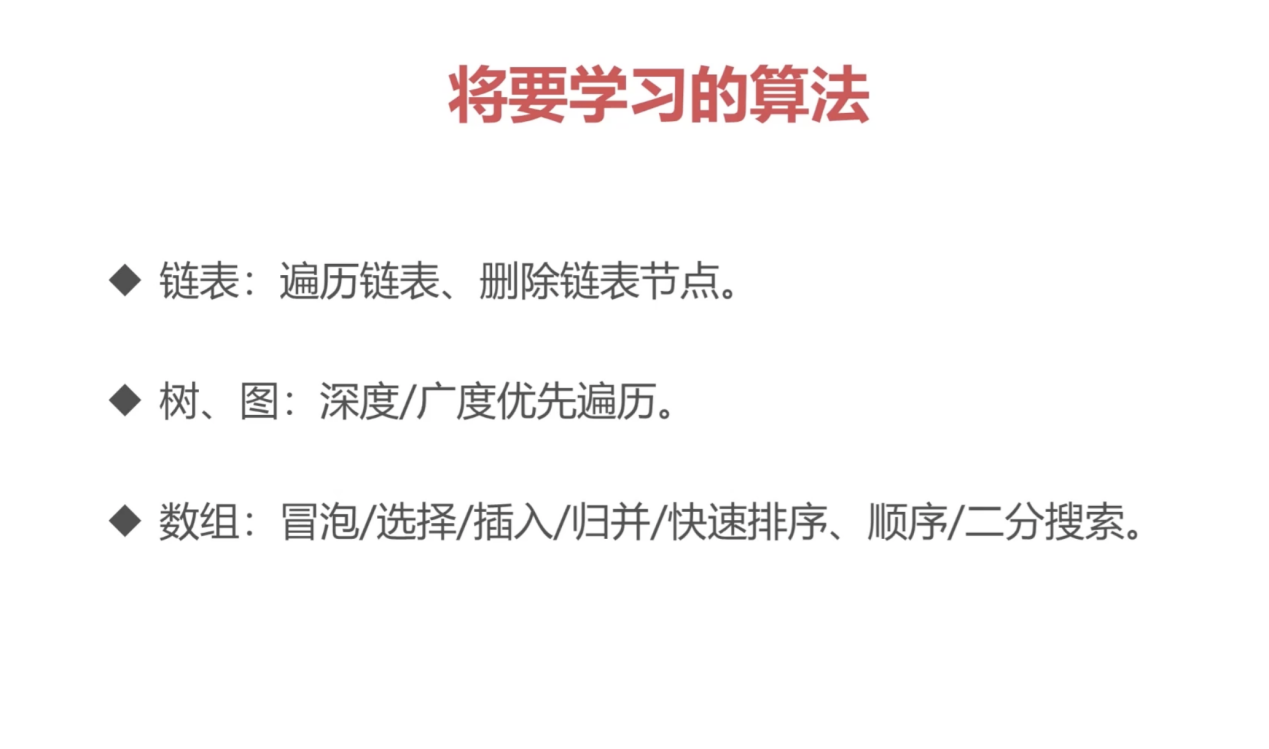 将要学习的算法
◆ 链表：遍历链表、删除链表节点。
◆ 树、图：深度/广度优先遍历。
◆ 数组：冒泡/选择/插入/归并/快速排序、顺序/二分搜索。